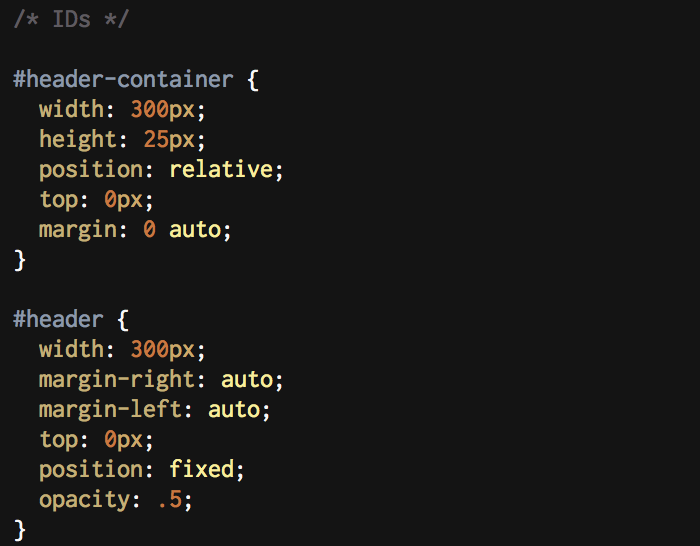 /* IDs */

#header-container {
  width: 300px;
  height: 25px;
  position: relative;
  top: 0px;
  margin: 0 auto;
}

#header {
  width: 300px;
  margin-right: auto;
  margin-left: auto;
  top: 0px;
  position: fixed;
  opacity: .5;
}